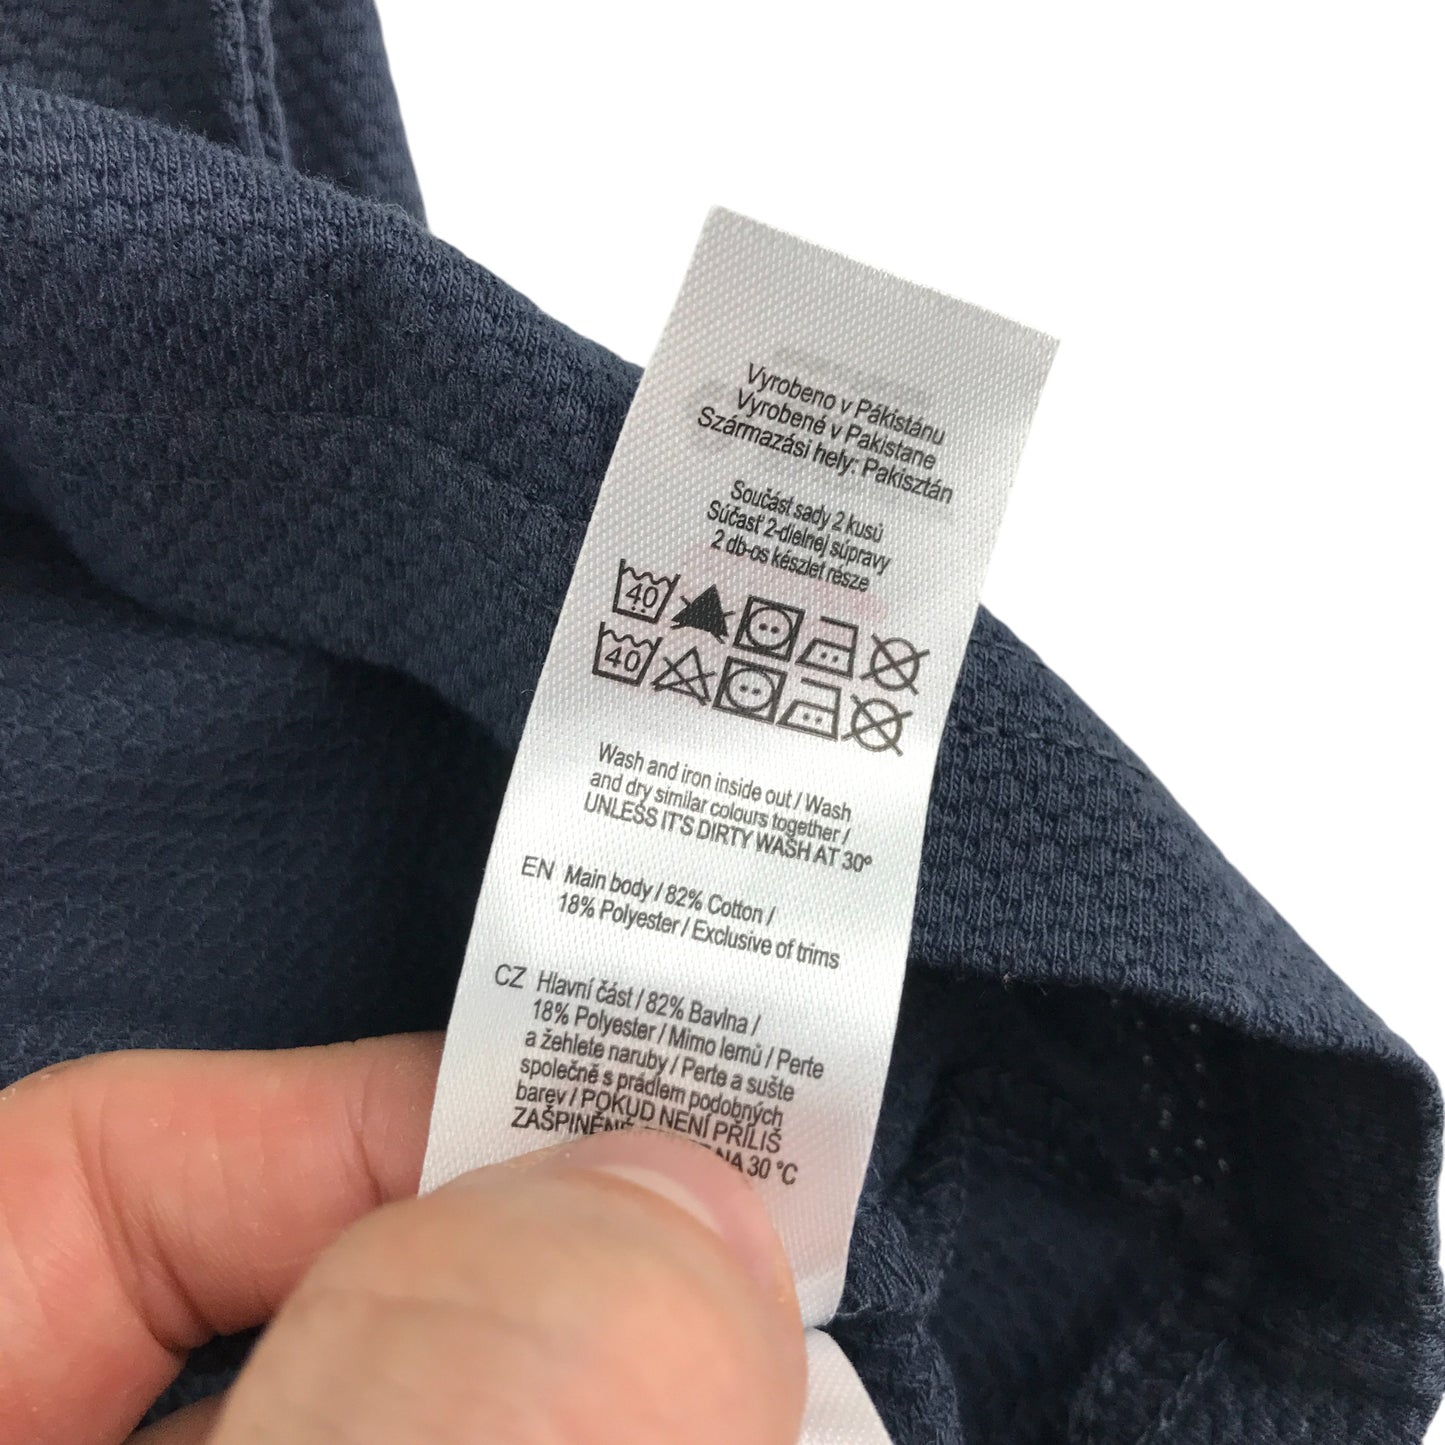 Vyrobeno v Pákistánu
Vyrobené v Pakistane
Származási hely: Pakisztán
Součást sady 2 kusú
Súčasť 2-dielnej súpravy
2 db-os készlet része
40
40
Wash and iron inside out / Wash
and dry similar colours together /
UNLESS IT'S DIRTY WASH AT 30º
EN Main body / 82% Cotton /
18% Polyester / Exclusive of trims
CZ Hlavní část / 82% Bavlna /
18% Polyester / Mimo lemů / Perte
a žehlete naruby / Perte a sušte
společně s prádlem podobných
barev / POKUD NENÍ PŘÍLIŠ
NA 30 °C